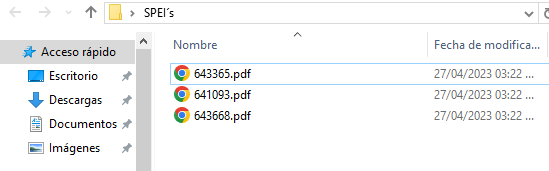 SPEI´s
Acceso rápido
Escritorio
Descargas
Documentos
Imágenes
Nombre Fecha de modifica...
643365.pdf 27/04/2023 03:22 ...
641093.pdf 27/04/2023 03:22 ...
643668.pdf 27/04/2023 03:22 ...